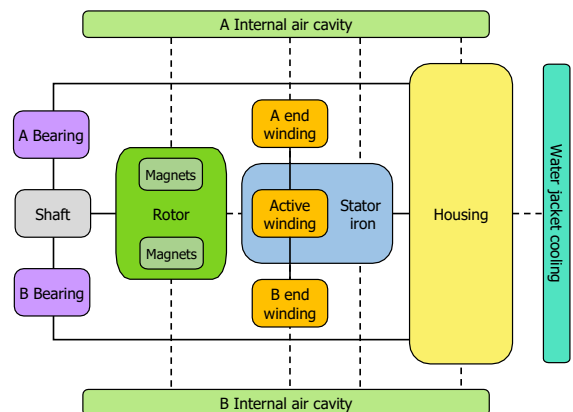 A Internal air cavity
A Bearing
A end
winding
Magnets
Shaft
Rotor
Active
winding
Stator
iron
Housing
Water jacket cooling
Magnets
B Bearing
B end
winding
B Internal air cavity